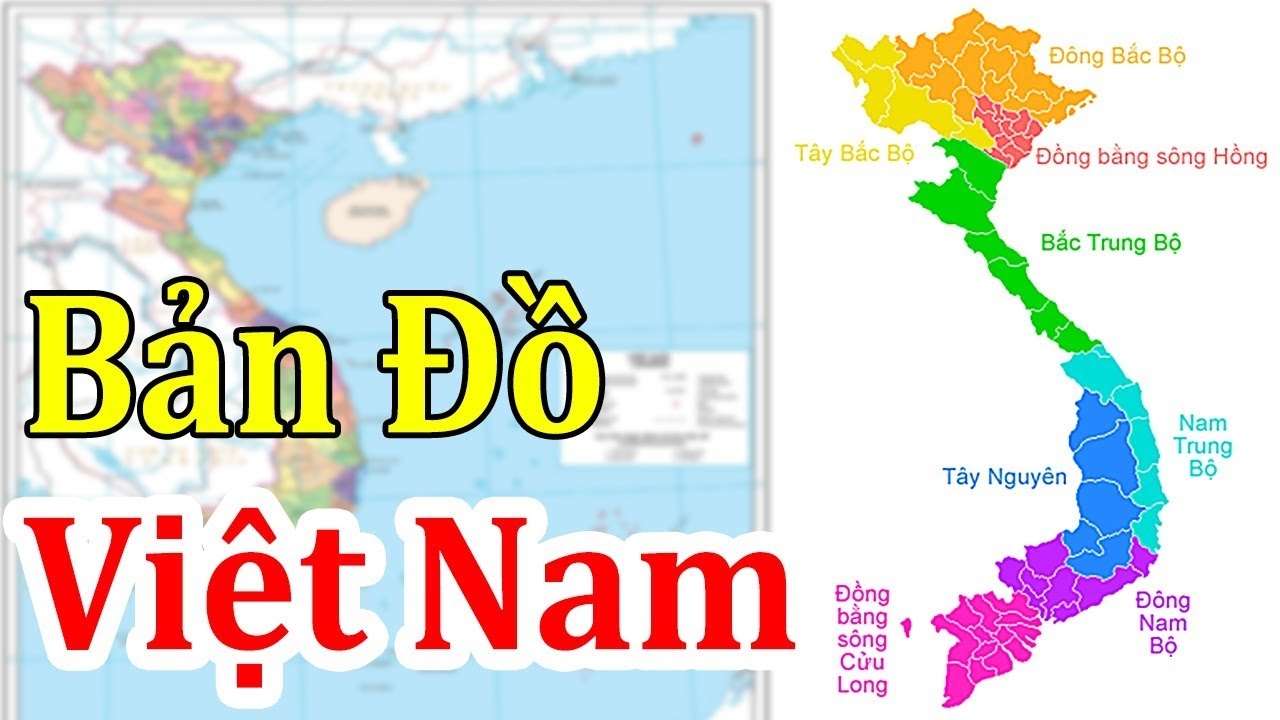 Bản Đồ
Việt Nam
Đông Bắc Bộ
Tây Bắc Bộ
Đồng bằng sông Hồng
Bắc Trung Bộ
Nam
Trung
Bộ
Tây Nguyên
Đồng
bằng
sông
Cửu
Long
Đông
Nam
Bộ